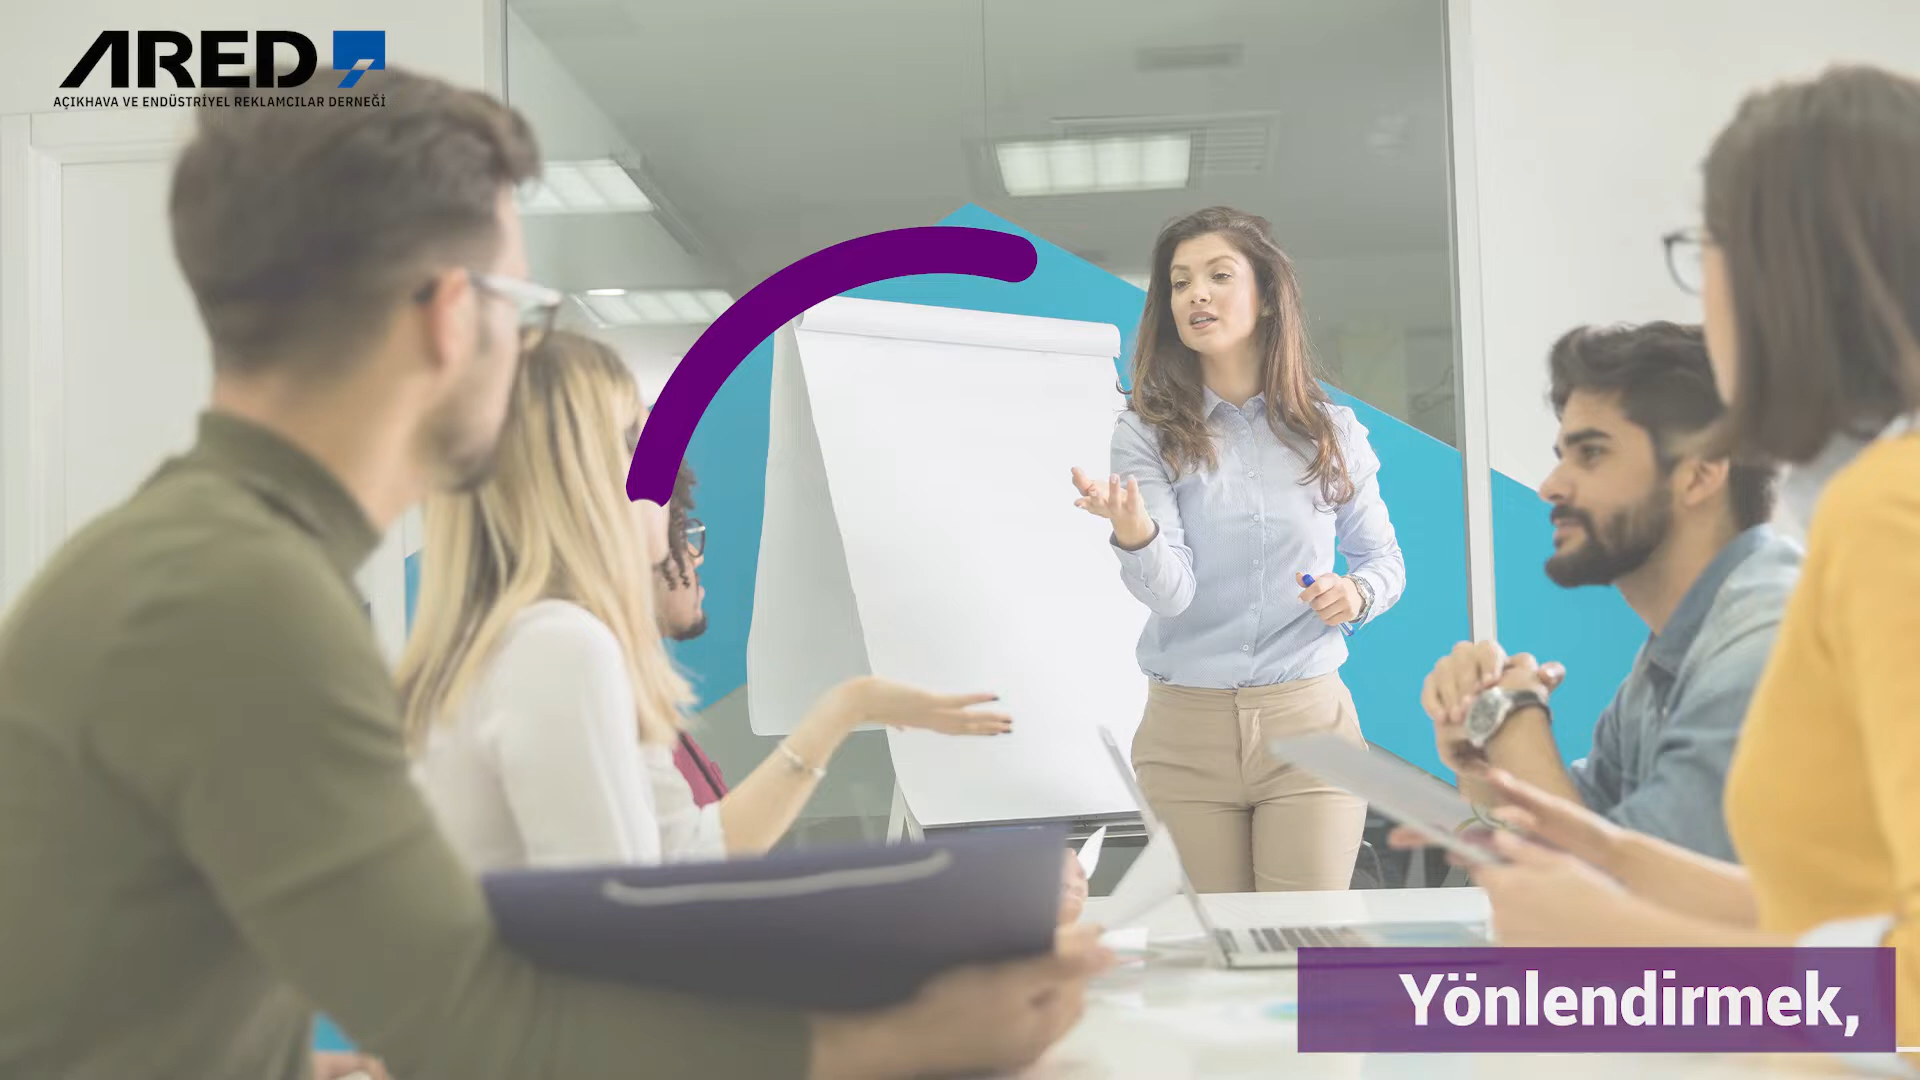 ARED
AÇIKHAVA VE ENDÜSTRİYEL REKLAMCILAR DERNEĞİ
Yönlendirmek,